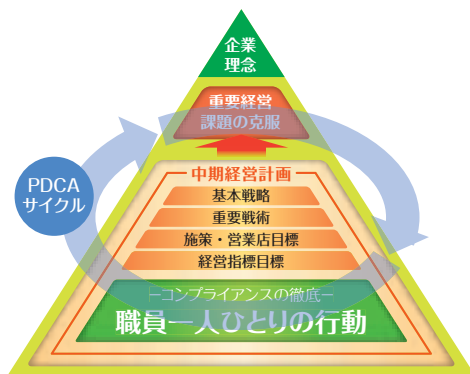 企業
理念
重要経営
課題の克服
中期経営計画
PDCA
サイクル
基本戦略
重要戦術
施策・営業店目標
経営指標目標
−コンプライアンスの徹底−
職員一人ひとりの行動